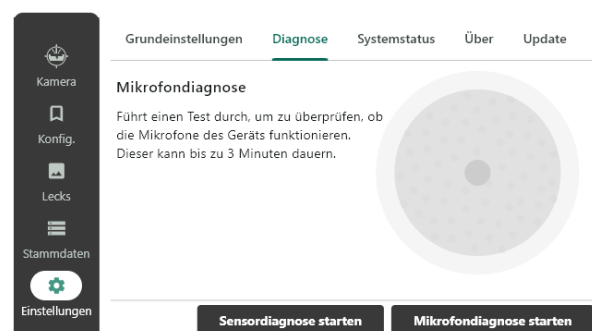 Grundeinstellungen Diagnose Systemstatus Über Update
Kamera
Konfig.
Lecks
Stammdaten
Einstellungen
Mikrofondiagnose
Führt einen Test durch, um zu überprüfen, ob
die Mikrofone des Geräts funktionieren.
Dieser kann bis zu 3 Minuten dauern.
Sensordiagnose starten Mikrofondiagnose starten